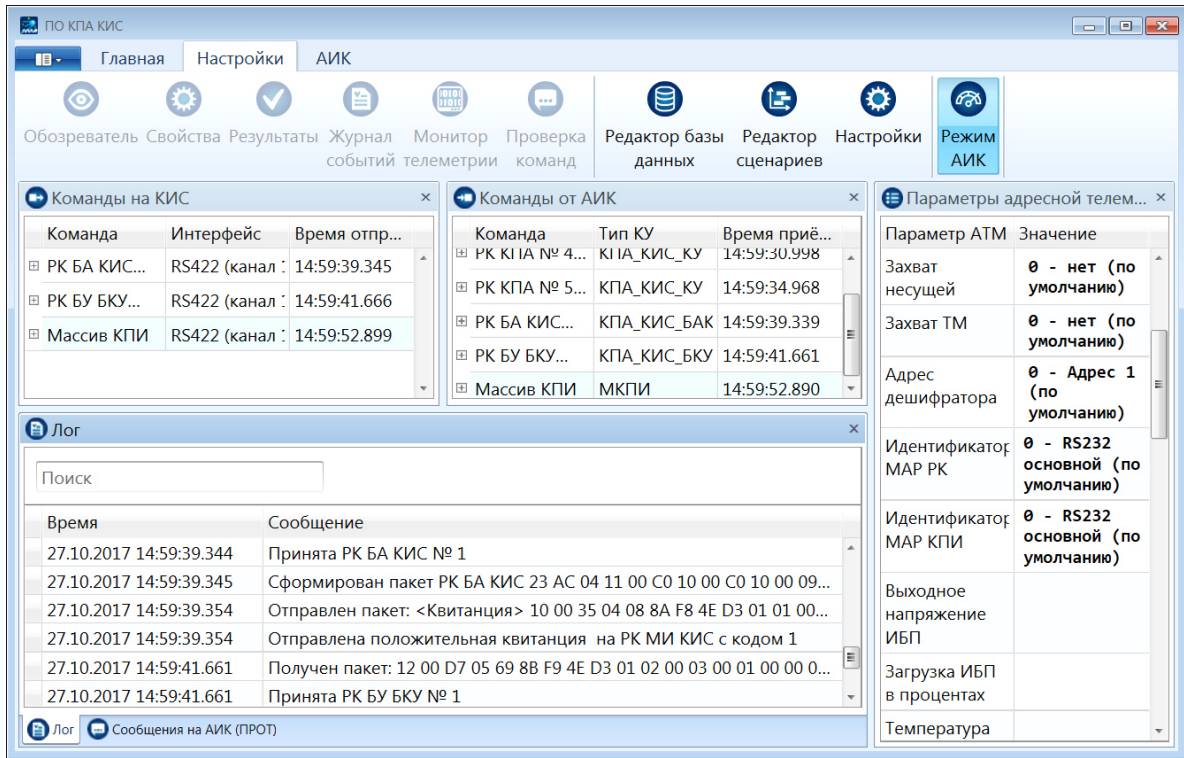 ПО КПА КИС
Главная Настройки АИК
Обозреватель Свойства Результаты Журнал событий Монитор телеметрии Проверка команд Редактор базы данных Редактор сценариев Настройки Режим АИК
Команды на КИС
Команда Интерфейс Время отпр...
РК БА КИС... RS422 (канал 14:59:39.345
РК БУ БКУ... RS422 (канал 14:59:41.666
Массив КПИ RS422 (канал 14:59:52.899
Команды от АИК
Команда Тип КУ Время приё...
РК КПА № 4... КПА_КИС_КУ 14:59:30.998
РК КПА № 5... КПА_КИС_КУ 14:59:34.968
РК БА КИС... КПА_КИС_БАК 14:59:39.339
РК БУ БКУ... КПА_КИС_БКУ 14:59:41.661
Массив КПИ МКПИ 14:59:52.890
Параметры адресной телем...
Параметр АТМ Значение
Захват несущей 0 - нет (по умолчанию)
Захват ТМ 0 - нет (по умолчанию)
Адрес дешифратора 0 - Адрес 1 (по умолчанию)
Идентификатор МАР РК 0 - RS232 основной (по умолчанию)
Идентификатор МАР КПИ 0 - RS232 основной (по умолчанию)
Выходное напряжение ИБП
Загрузка ИБП в процентах
Температура
Лог
Поиск
Время Сообщение
27.10.2017 14:59:39.344 Принята РК БА КИС № 1
27.10.2017 14:59:39.345 Сформирован пакет РК БА КИС 23 AC 04 11 00 C0 10 00 C0 10 00 09...
27.10.2017 14:59:39.354 Отправлен пакет: <Квитанция> 10 00 35 04 08 8A F8 4E D3 01 01 00...
27.10.2017 14:59:39.354 Отправлена положительная квитанция на РК МИ КИС с кодом 1
27.10.2017 14:59:41.661 Получен пакет: 12 00 D7 05 69 8B F9 4E D3 01 02 00 03 00 01 00 00 0...
27.10.2017 14:59:41.661 Принята РК БУ БКУ № 1
Лог Сообщения на АИК (ПРОТ)